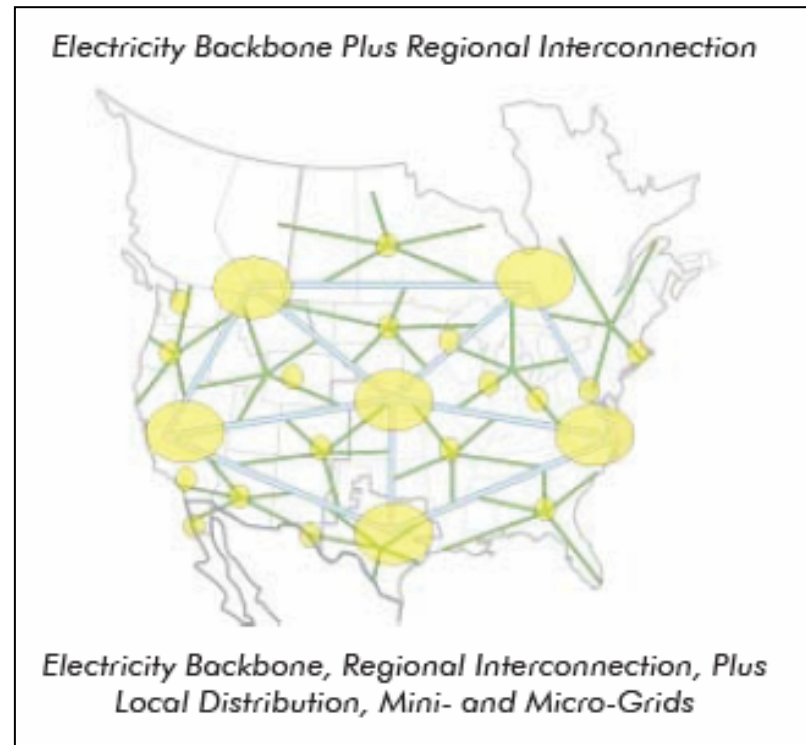 Electricity Backbone Plus Regional Interconnection
Electricity Backbone, Regional Interconnection, Plus
Local Distribution, Mini- and Micro-Grids